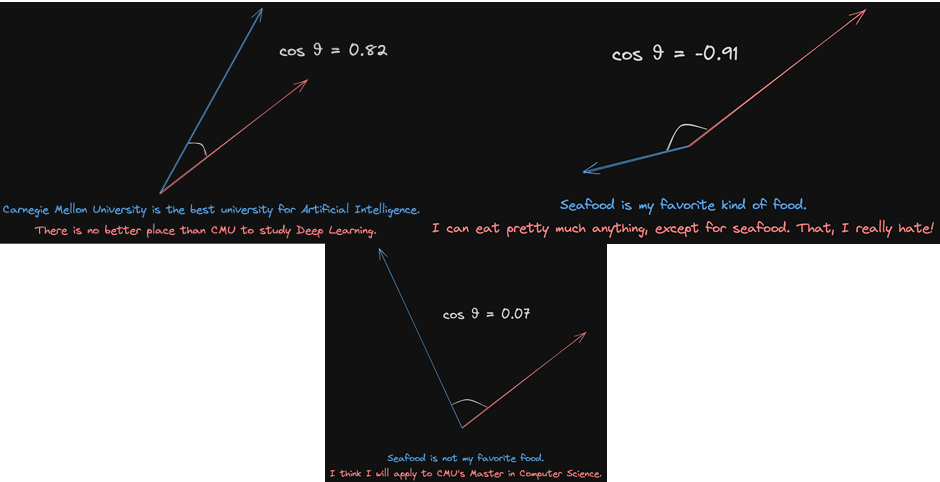 cos θ = 0.82
Carnegie Mellon University is the best university for Artificial Intelligence.
There is no better place than CMU to study Deep Learning.
cos θ = -0.91
Seafood is my favorite kind of food.
I can eat pretty much anything, except for seafood. That, I really hate!
cos θ = 0.07
Seafood is not my favorite food.
I think I will apply to CMU's Master in Computer Science.